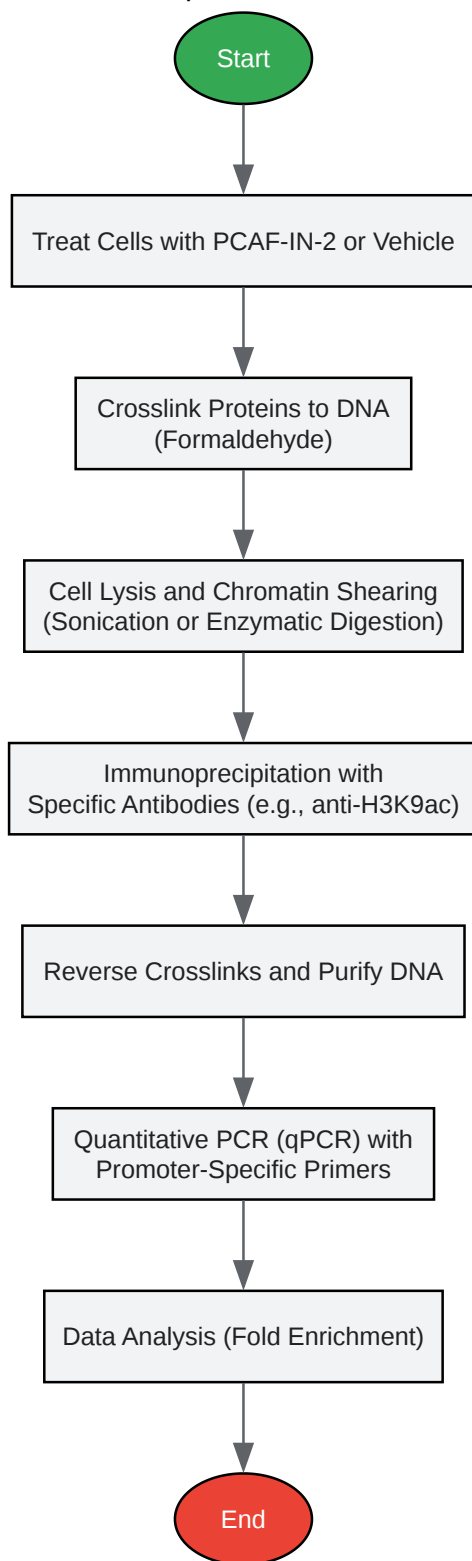 Start
Treat Cells with PCAF-IN-2 or Vehicle
Crosslink Proteins to DNA
(Formaldehyde)
Cell Lysis and Chromatin Shearing
(Sonication or Enzymatic Digestion)
Immunoprecipitation with
Specific Antibodies (e.g., anti-H3K9ac)
Reverse Crosslinks and Purify DNA
Quantitative PCR (qPCR) with
Promoter-Specific Primers
Data Analysis (Fold Enrichment)
End